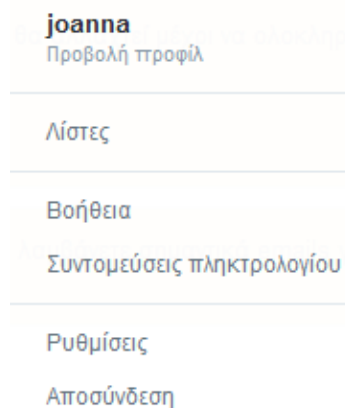 joanna
Προβολή προφίλ
Λίστες
Βοήθεια
Συντομεύσεις πληκτρολογίου
Ρυθμίσεις
Αποσύνδεση